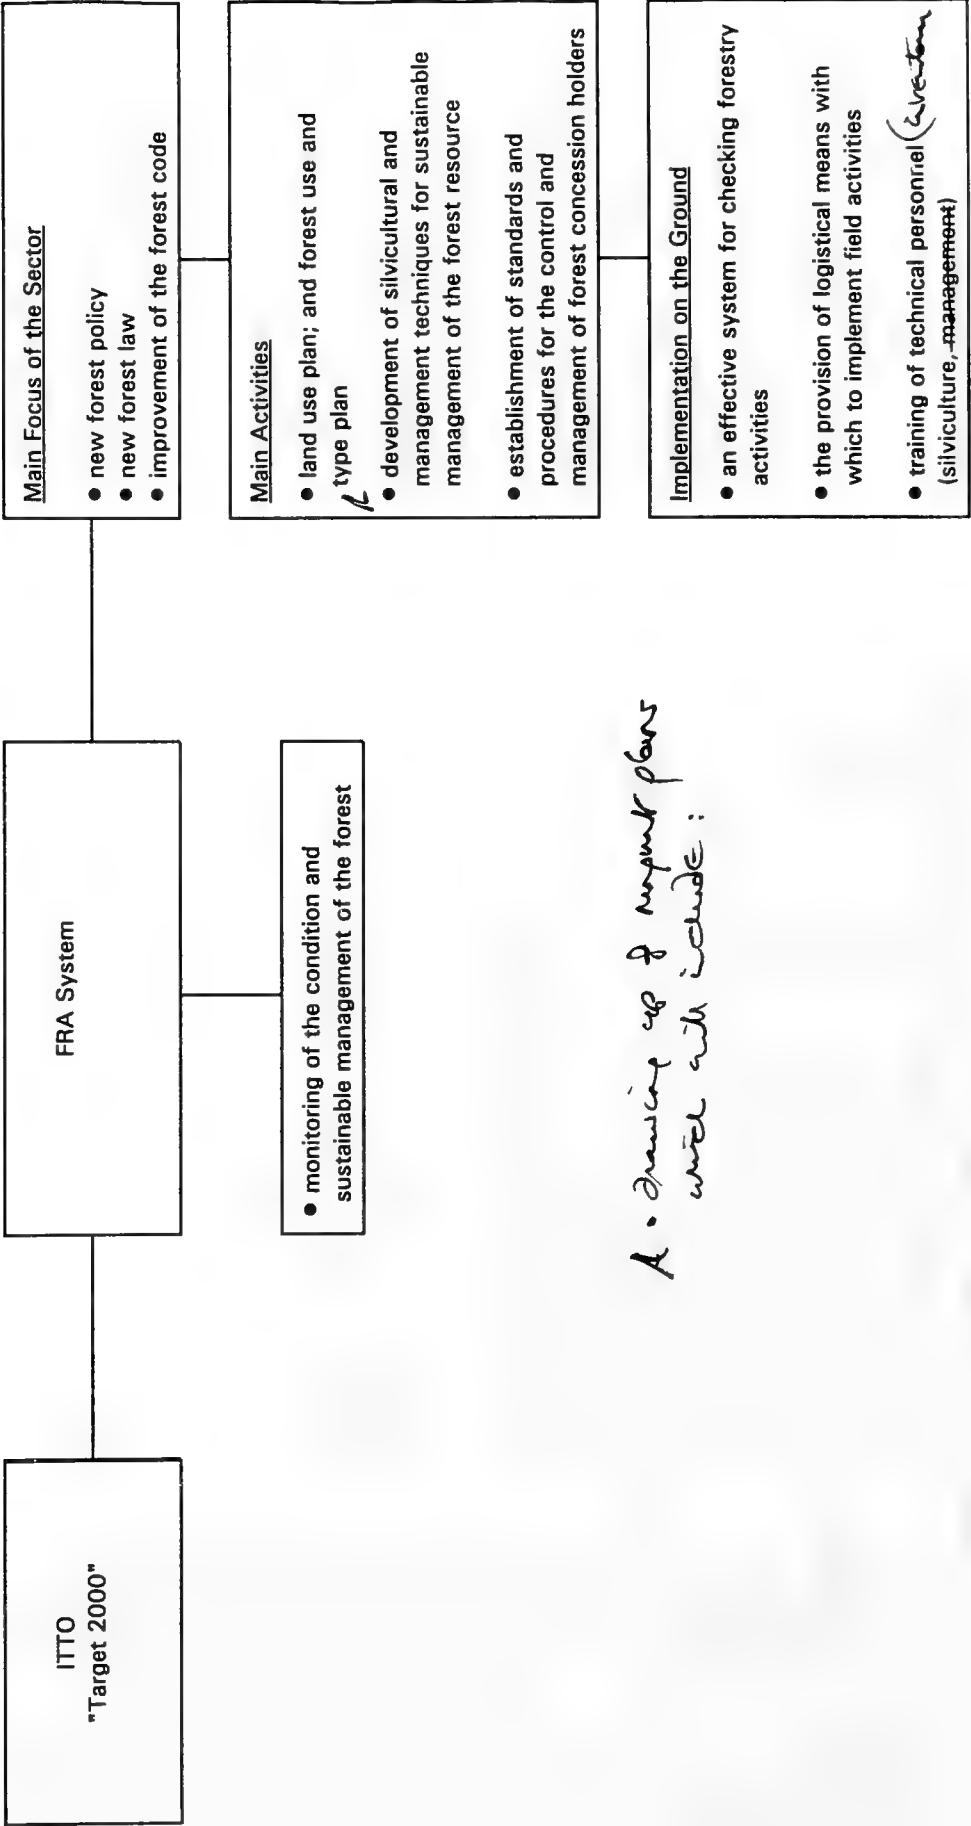 ITTO
"Target 2000"
FRA System
● monitoring of the condition and
sustainable management of the forest
Main Focus of the Sector
● new forest policy
● new forest law
● improvement of the forest code
Main Activities
● land use plan; and forest use and
type plan
● development of silvicultural and
management techniques for sustainable
management of the forest resource
● establishment of standards and
procedures for the control and
management of forest concession holders
Implementation on the Ground
● an effective system for checking forestry
activities
● the provision of logistical means with
which to implement field activities
● training of technical personnel (
(silviculture, management)
• Drawing up of plans
which will include :